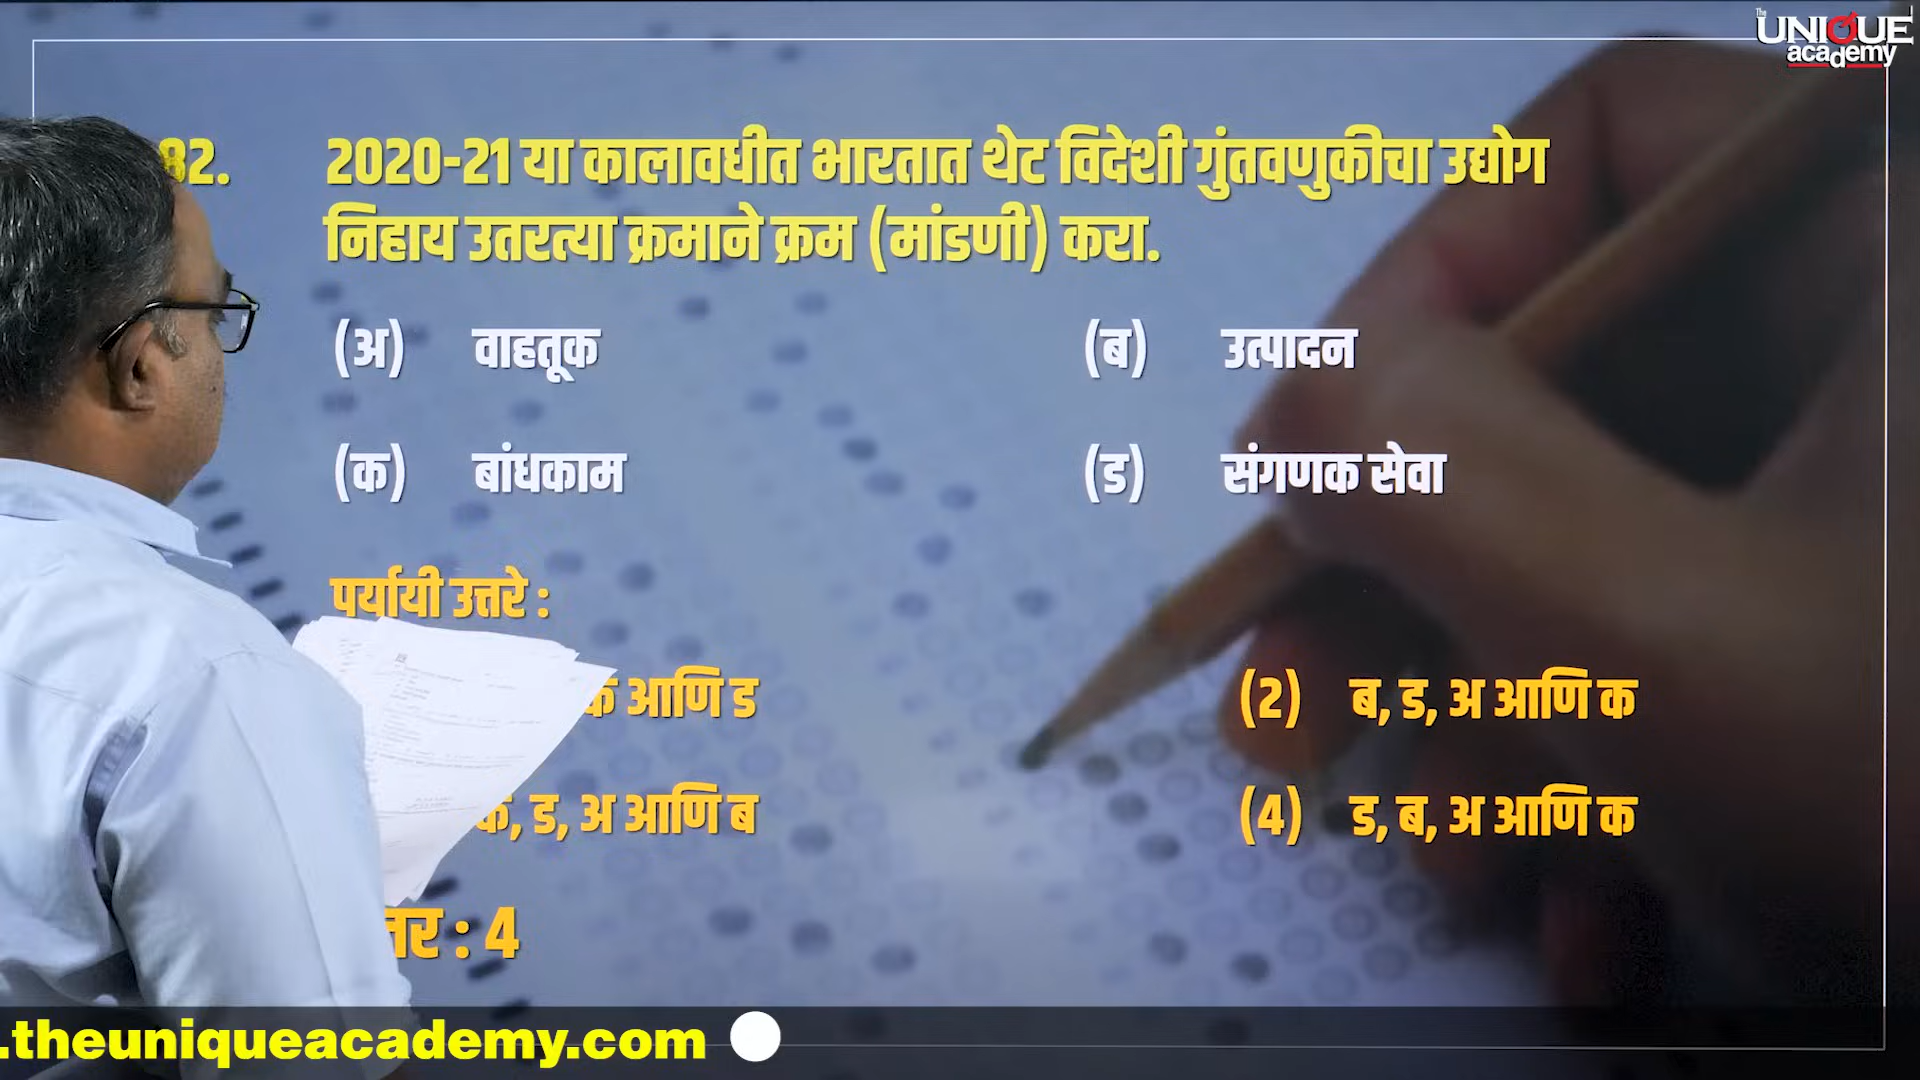 The UNIQUE academy
82. 2020-21 या कालावधीत भारतात थेट विदेशी गुंतवणुकीचा उद्योग
निहाय उतरत्या क्रमाने क्रम (मांडणी) करा.
(अ) वाहतूक (ब) उत्पादन
(क) बांधकाम (ड) संगणक सेवा
पर्यायी उत्तरे :
क आणि ड (2) ब, ड, अ आणि क
क, ड, अ आणि ब (4) ड, ब, अ आणि क
: 4
.theuniqueacademy.com